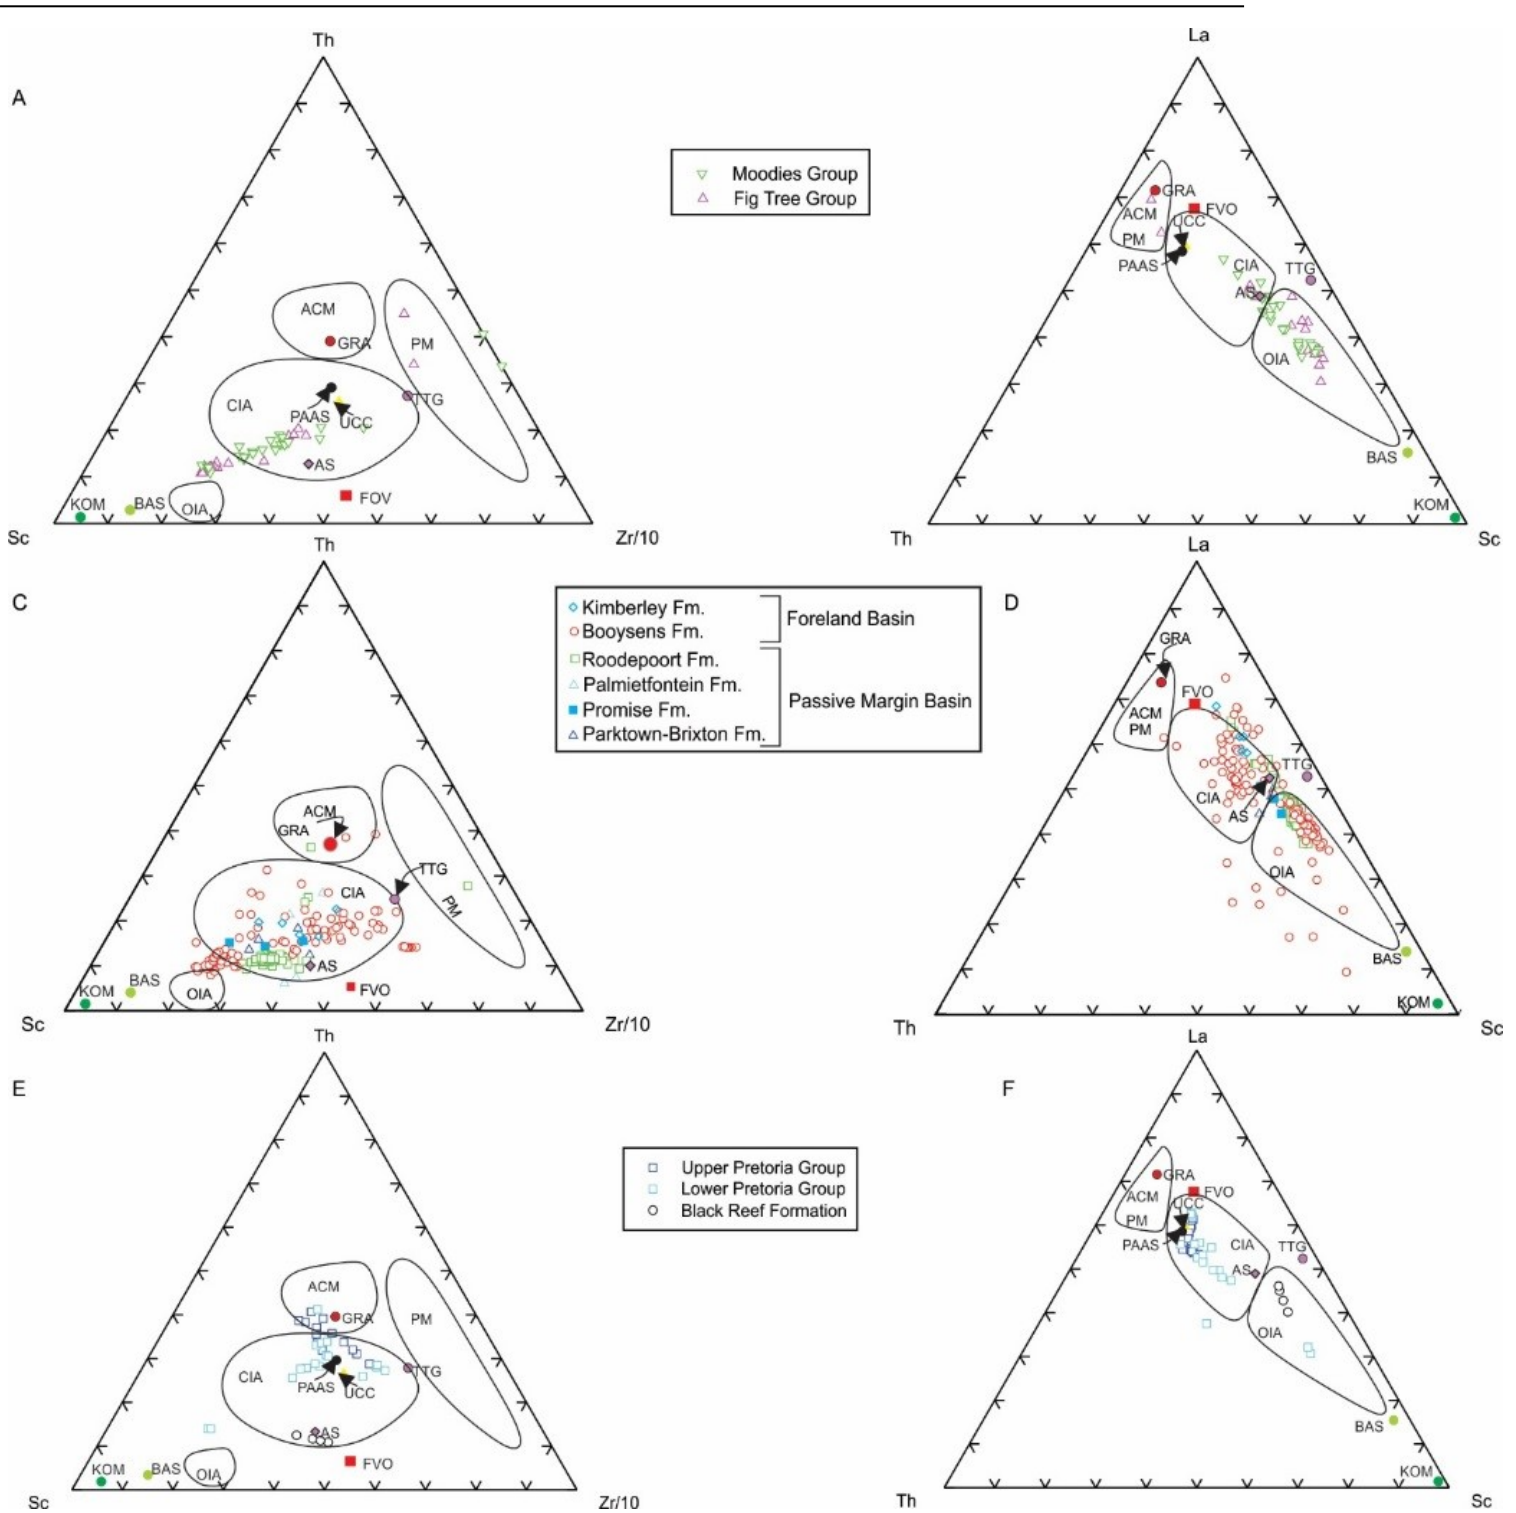 Th
La
A
Moodies Group
Fig Tree Group
ACM
GRA
PM
CIA
PAAS
UCC
TTG
AS
KOM
BAS
OIA
FOV
Sc
Zr/10
GRA
ACM
FVO
UCC
PM
PAAS
CIA
TTG
AS
OIA
BAS
KOM
Th
Sc
Th
La
C
Kimberley Fm.
Booysens Fm.
Foreland Basin
Roodepoort Fm.
Palmietfontein Fm.
Promise Fm.
Parktown-Brixton Fm.
Passive Margin Basin
D
ACM
GRA
TTG
CIA
PM
AS
BAS
KOM
OIA
FVO
Sc
Zr/10
GRA
FVO
ACM
PM
TTG
CIA
AS
OIA
BAS
KOM
Th
Sc
Th
La
E
F
Upper Pretoria Group
Lower Pretoria Group
Black Reef Formation
ACM
GRA
PM
CIA
TTG
PAAS
UCC
AS
KOM
BAS
OIA
FVO
Sc
Zr/10
GRA
ACM
FVO
UCC
PM
PAAS
CIA
TTG
AS
OIA
BAS
KOM
Th
Sc